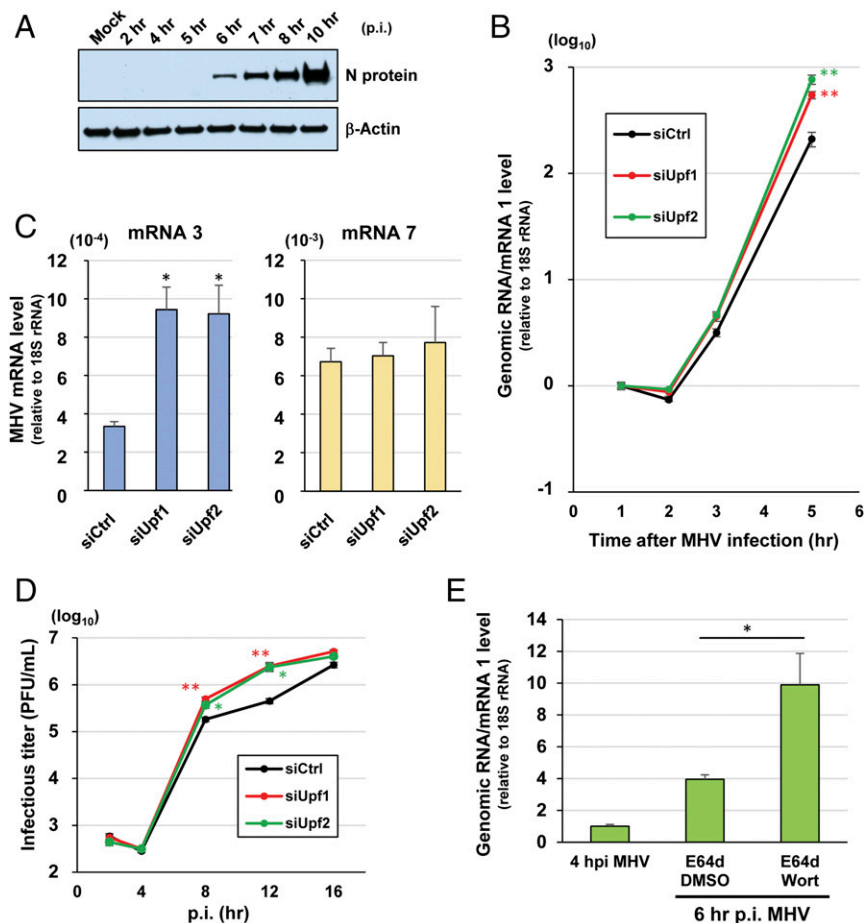 A
Mock 2 hr 4 hr 5 hr 6 hr 7 hr 8 hr 10 hr (p.i.)
N protein
β-Actin
B
(log10)
3
**
**
2
1
0
-1
0 1 2 3 4 5 6
Genomic RNA/mRNA 1 level
(relative to 18S rRNA)
siCtrl
siUpf1
siUpf2
Time after MHV infection (hr)
C
mRNA 3
(10-4)
12
10
8
6
4
2
0
MHV mRNA level
(relative to 18S rRNA)
* *
siCtrl siUpf1 siUpf2
mRNA 7
(10-3)
12
10
8
6
4
2
0
siCtrl siUpf1 siUpf2
D
(log10)
7
6
5
4
3
2
Infectious titer (PFU/mL)
** **
* *
siCtrl
siUpf1
siUpf2
0 4 8 12 16
p.i. (hr)
E
14
12
10
8
6
4
2
0
Genomic RNA/mRNA 1 level
(relative to 18S rRNA)
*
4 hpi MHV E64d E64d
DMSO Wort
6 hr p.i. MHV